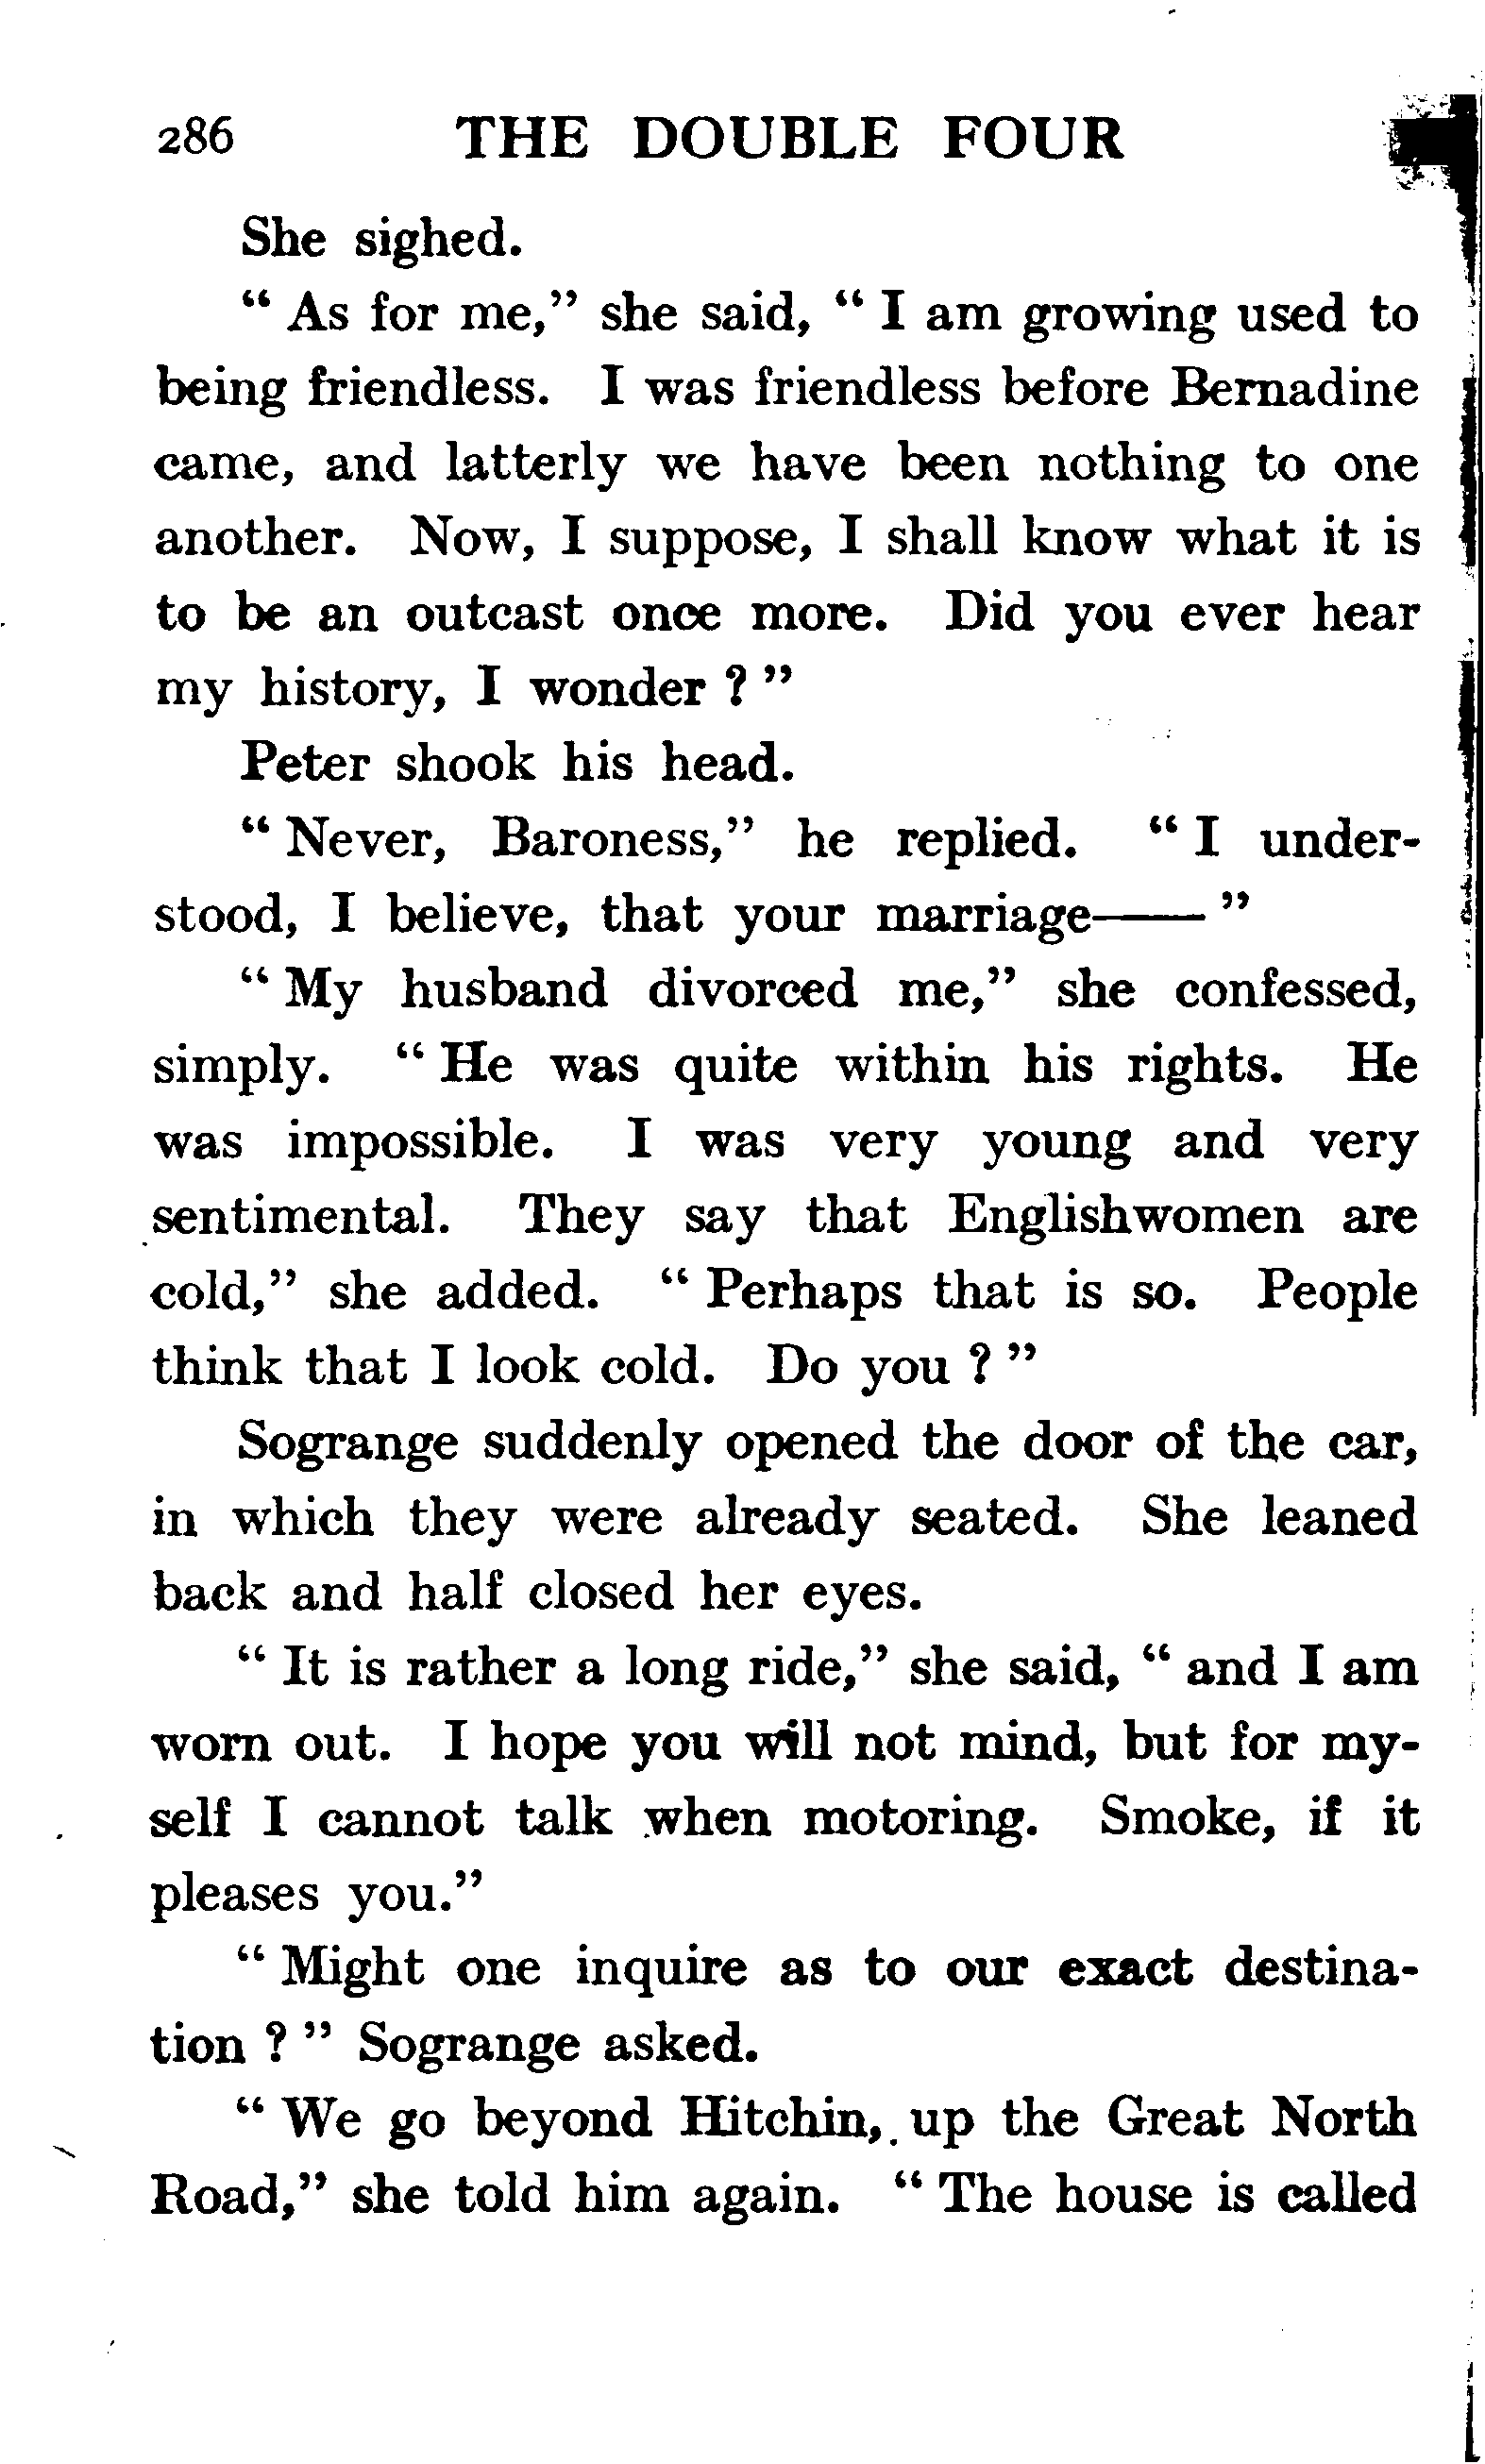 286 THE DOUBLE FOUR
She sighed.
“ As for me,” she said, “ I am growing used to
being friendless. I was friendless before Bernadine
came, and latterly we have been nothing to one
another. Now, I suppose, I shall know what it is
to be an outcast once more. Did you ever hear
my history, I wonder ? ”
Peter shook his head.
“ Never, Baroness,” he replied. “ I under-
stood, I believe, that your marriage—— ”
“ My husband divorced me,” she confessed,
simply. “ He was quite within his rights. He
was impossible. I was very young and very
sentimental. They say that Englishwomen are
cold,” she added. “ Perhaps that is so. People
think that I look cold. Do you ? ”
Sogrange suddenly opened the door of the car,
in which they were already seated. She leaned
back and half closed her eyes.
“ It is rather a long ride,” she said, “ and I am
worn out. I hope you will not mind, but for my-
self I cannot talk when motoring. Smoke, if it
pleases you.”
“ Might one inquire as to our exact destina-
tion ? ” Sogrange asked.
“ We go beyond Hitchin, up the Great North
Road,” she told him again. “ The house is called